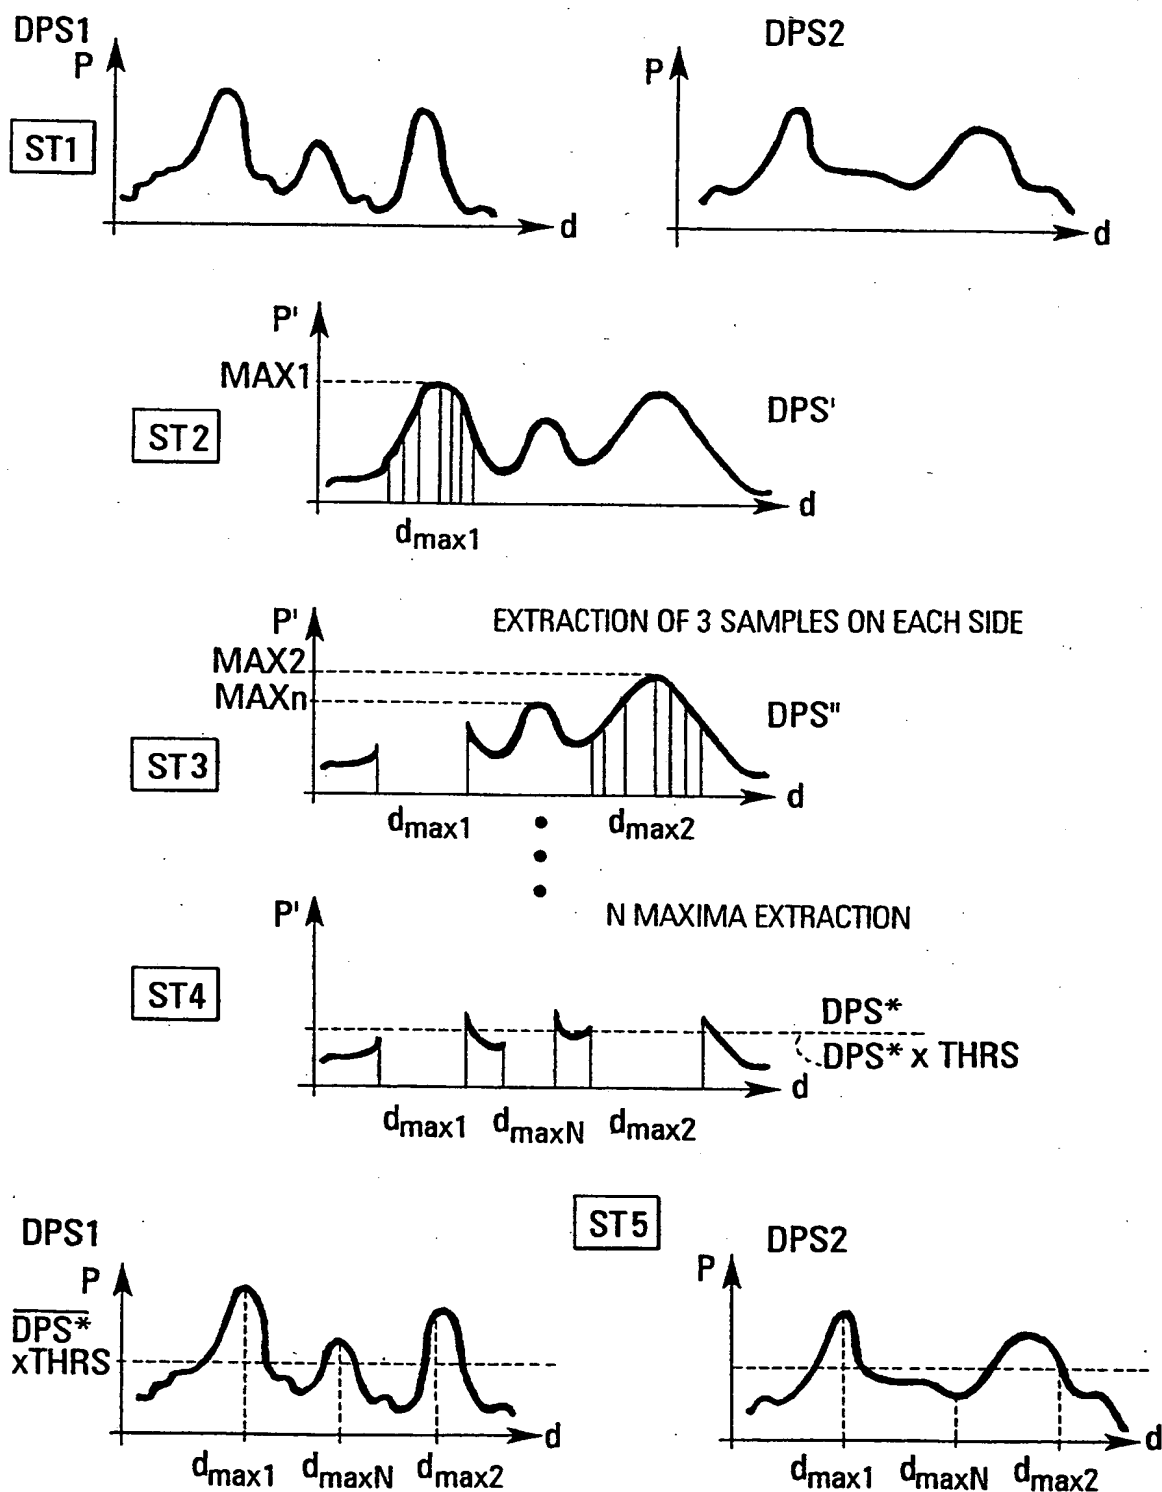 DPS1
DPS2
P
P
ST1
d
d
P'
MAX1
DPS'
ST2
d
dmax1
P'
EXTRACTION OF 3 SAMPLES ON EACH SIDE
MAX2
MAXn
DPS"
ST3
d
dmax1
dmax2
P'
N MAXIMA EXTRACTION
ST4
DPS*
DPS* x THRS
d
dmax1
dmaxN
dmax2
ST5
DPS1
DPS2
P
P
DPS*
xTHRS
d
d
dmax1
dmaxN
dmax2
dmax1
dmaxN
dmax2